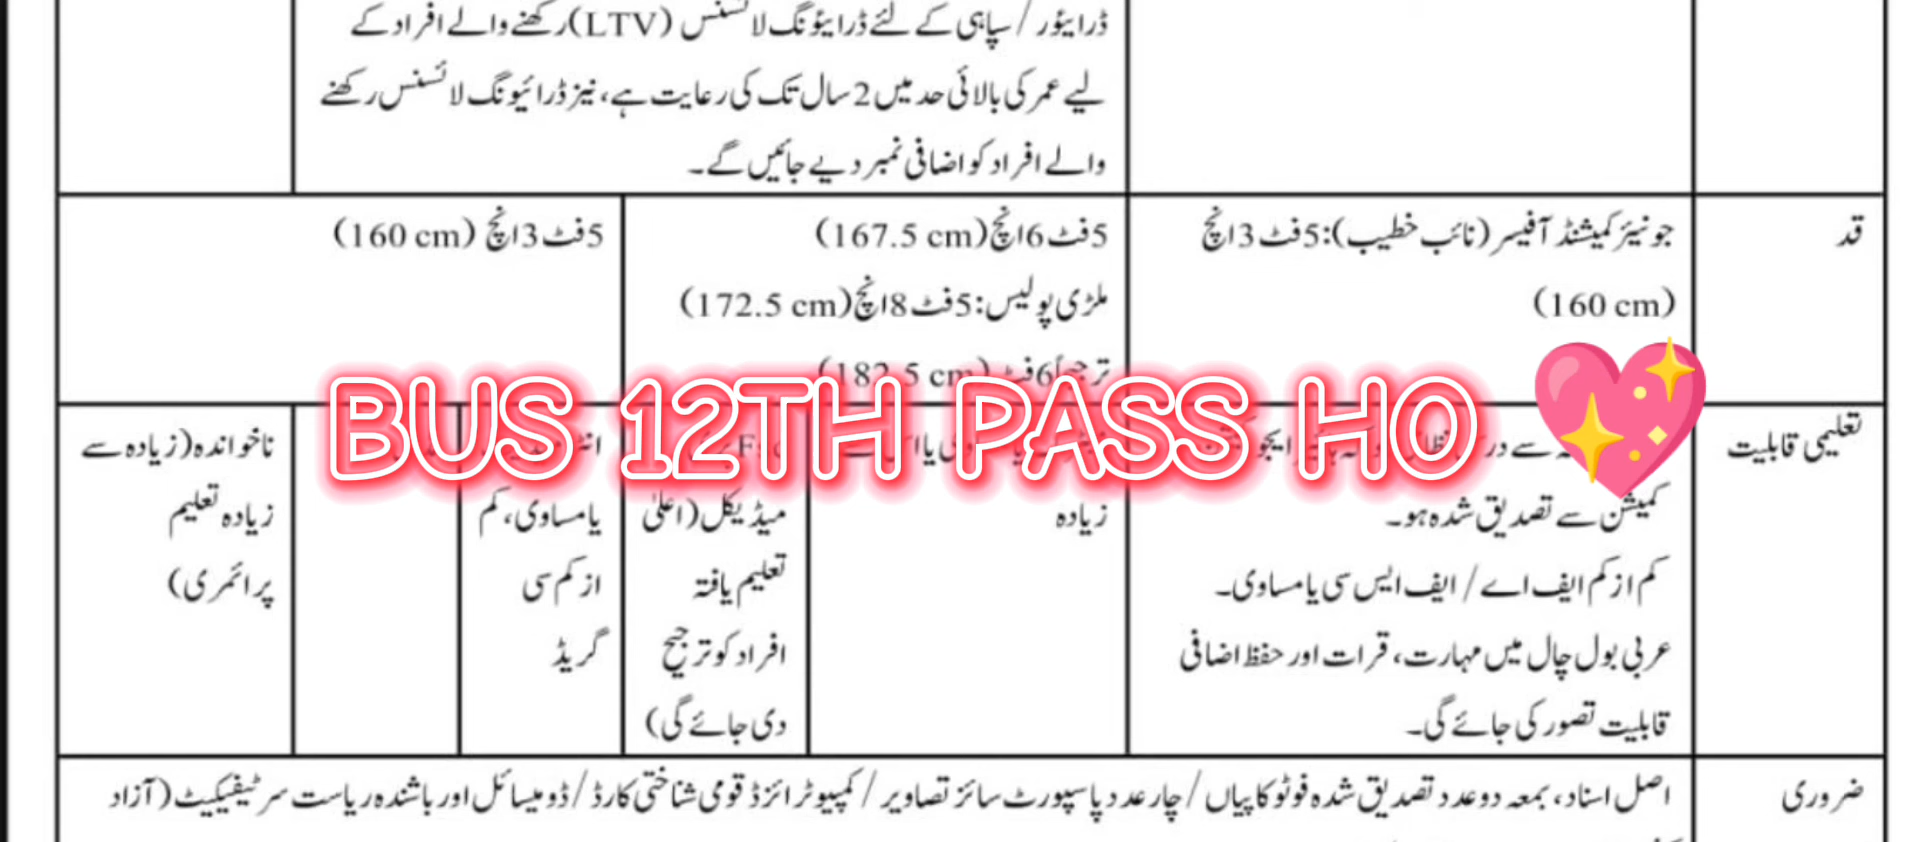 ڈرائیور / سپاہی کے لئے ڈرائیونگ لائسنس (LTV) رکھنے والے افراد کے
لیے عمر کی بالائی حد میں 2 سال تک کی رعایت ہے، نیز ڈرائیونگ لائسنس رکھنے
والے افراد کو اضافی نمبر دیے جائیں گے۔
قد
جونیئر کمیشنڈ آفیسر (نائب خطیب): 5 فٹ 3 انچ
(160 cm)
5 فٹ 6 انچ (167.5 cm)
ملٹری پولیس: 5 فٹ 8 انچ (172.5 cm)
ترجیحاً 6 فٹ (182.5 cm)
5 فٹ 3 انچ (160 cm)
BUS 12TH PASS HO 💖
تعلیمی قابلیت
سے
کمیشن سے تصدیق شدہ ہو۔
کم از کم ایف اے / ایف ایس سی یا مساوی۔
عربی بول چال میں مہارت، قرات اور حفظ اضافی
قابلیت تصور کی جائے گی۔
زیادہ
میڈیکل (اعلیٰ
تعلیم یافتہ
افراد کو ترجیح
دی جائے گی)
یا مساوی، کم
از کم سی
گریڈ
ناخواندہ (زیادہ سے
زیادہ تعلیم
پرائمری)
ضروری
اصل اسناد، بمعہ دو عدد تصدیق شدہ فوٹو کاپیاں / چار عدد پاسپورٹ سائز تصاویر / کمپیوٹرائزڈ قومی شناختی کارڈ / ڈومیسائل اور باشندہ ریاست سرٹیفیکیٹ (آزاد